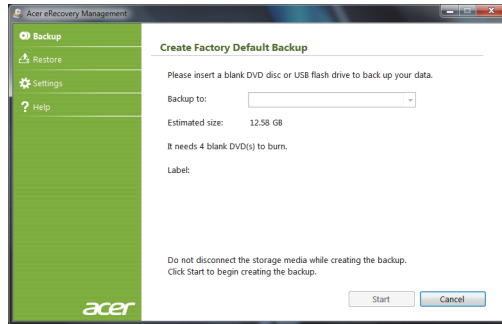 Acer eRecovery Management
Backup
Restore
Settings
? Help
Create Factory Default Backup
Please insert a blank DVD disc or USB flash drive to back up your data.
Backup to:
Estimated size: 12.58 GB
It needs 4 blank DVD(s) to burn.
Label:
Do not disconnect the storage media while creating the backup.
Click Start to begin creating the backup.
Start Cancel
acer